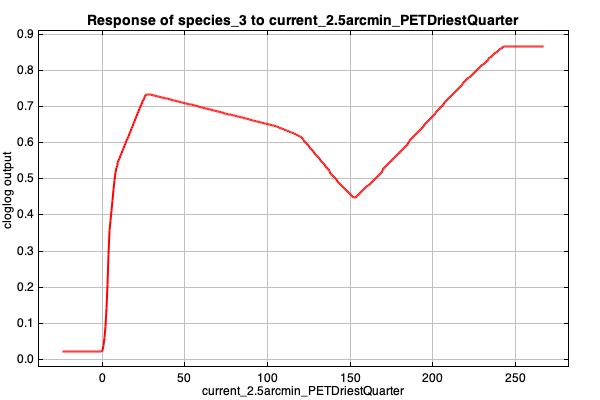 Response of species_3 to current_2.5arcmin_PETDriestQuarter
0.9
0.8
0.7
0.6
0.5
0.4
0.3
0.2
0.1
0.0
cloglog output
0 50 100 150 200 250
current_2.5arcmin_PETDriestQuarter